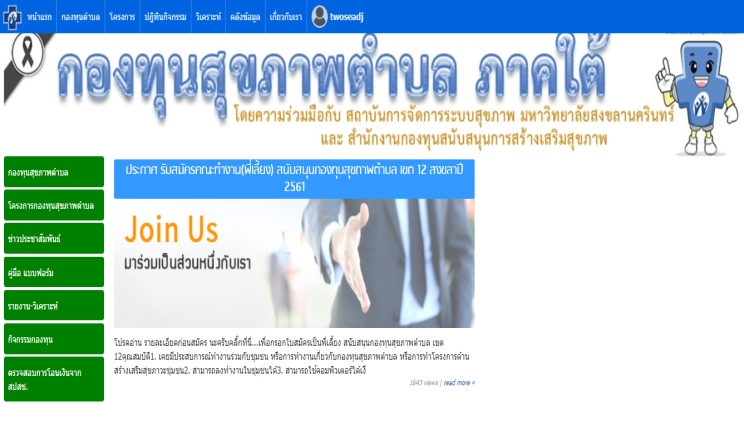 หน้าแรก กองทุนตำบล โครงการ ปฏิทินกิจกรรม วิเคราะห์ คลังข้อมูล เกี่ยวกับเรา twoseadj
กองทุนสุขภาพตำบล ภาคใต้
โดยความร่วมมือกับ สถาบันการจัดการระบบสุขภาพ มหาวิทยาลัยสงขลานครินทร์
และ สำนักงานกองทุนสนับสนุนการสร้างเสริมสุขภาพ
กองทุนสุขภาพตำบล
โครงการกองทุนสุขภาพตำบล
ข่าวประชาสัมพันธ์
คู่มือ แบบฟอร์ม
รายงาน-วิเคราะห์
กิจกรรมกองทุน
ตรวจสอบการโอนเงินจาก
สปสช.
ประกาศ รับสมัครคณะทำงาน(พี่เลี้ยง) สนับสนุนกองทุนสุขภาพตำบล เขต 12 สงขลาปี
2561
Join Us
มาร่วมเป็นส่วนหนึ่งกับเรา
โปรดอ่าน รายละเอียดก่อนสมัคร นะครับคลิ๊กที่นี่....เพื่อกรอกใบสมัครเป็นพี่เลี้ยง สนับสนุนกองทุนสุขภาพตำบล เขต
12คุณสมบัติ1. เคยมีประสบการณ์ทำงานร่วมกับชุมชน หรือการทำงานเกี่ยวกับกองทุนสุขภาพตำบล หรือการทำโครงการด้าน
สร้างเสริมสุขภาวะชุมชน2. สามารถลงทำงานในชุมชนได้3. สามารถใช้คอมพิวเตอร์ได้เป็
1643 views | read more »